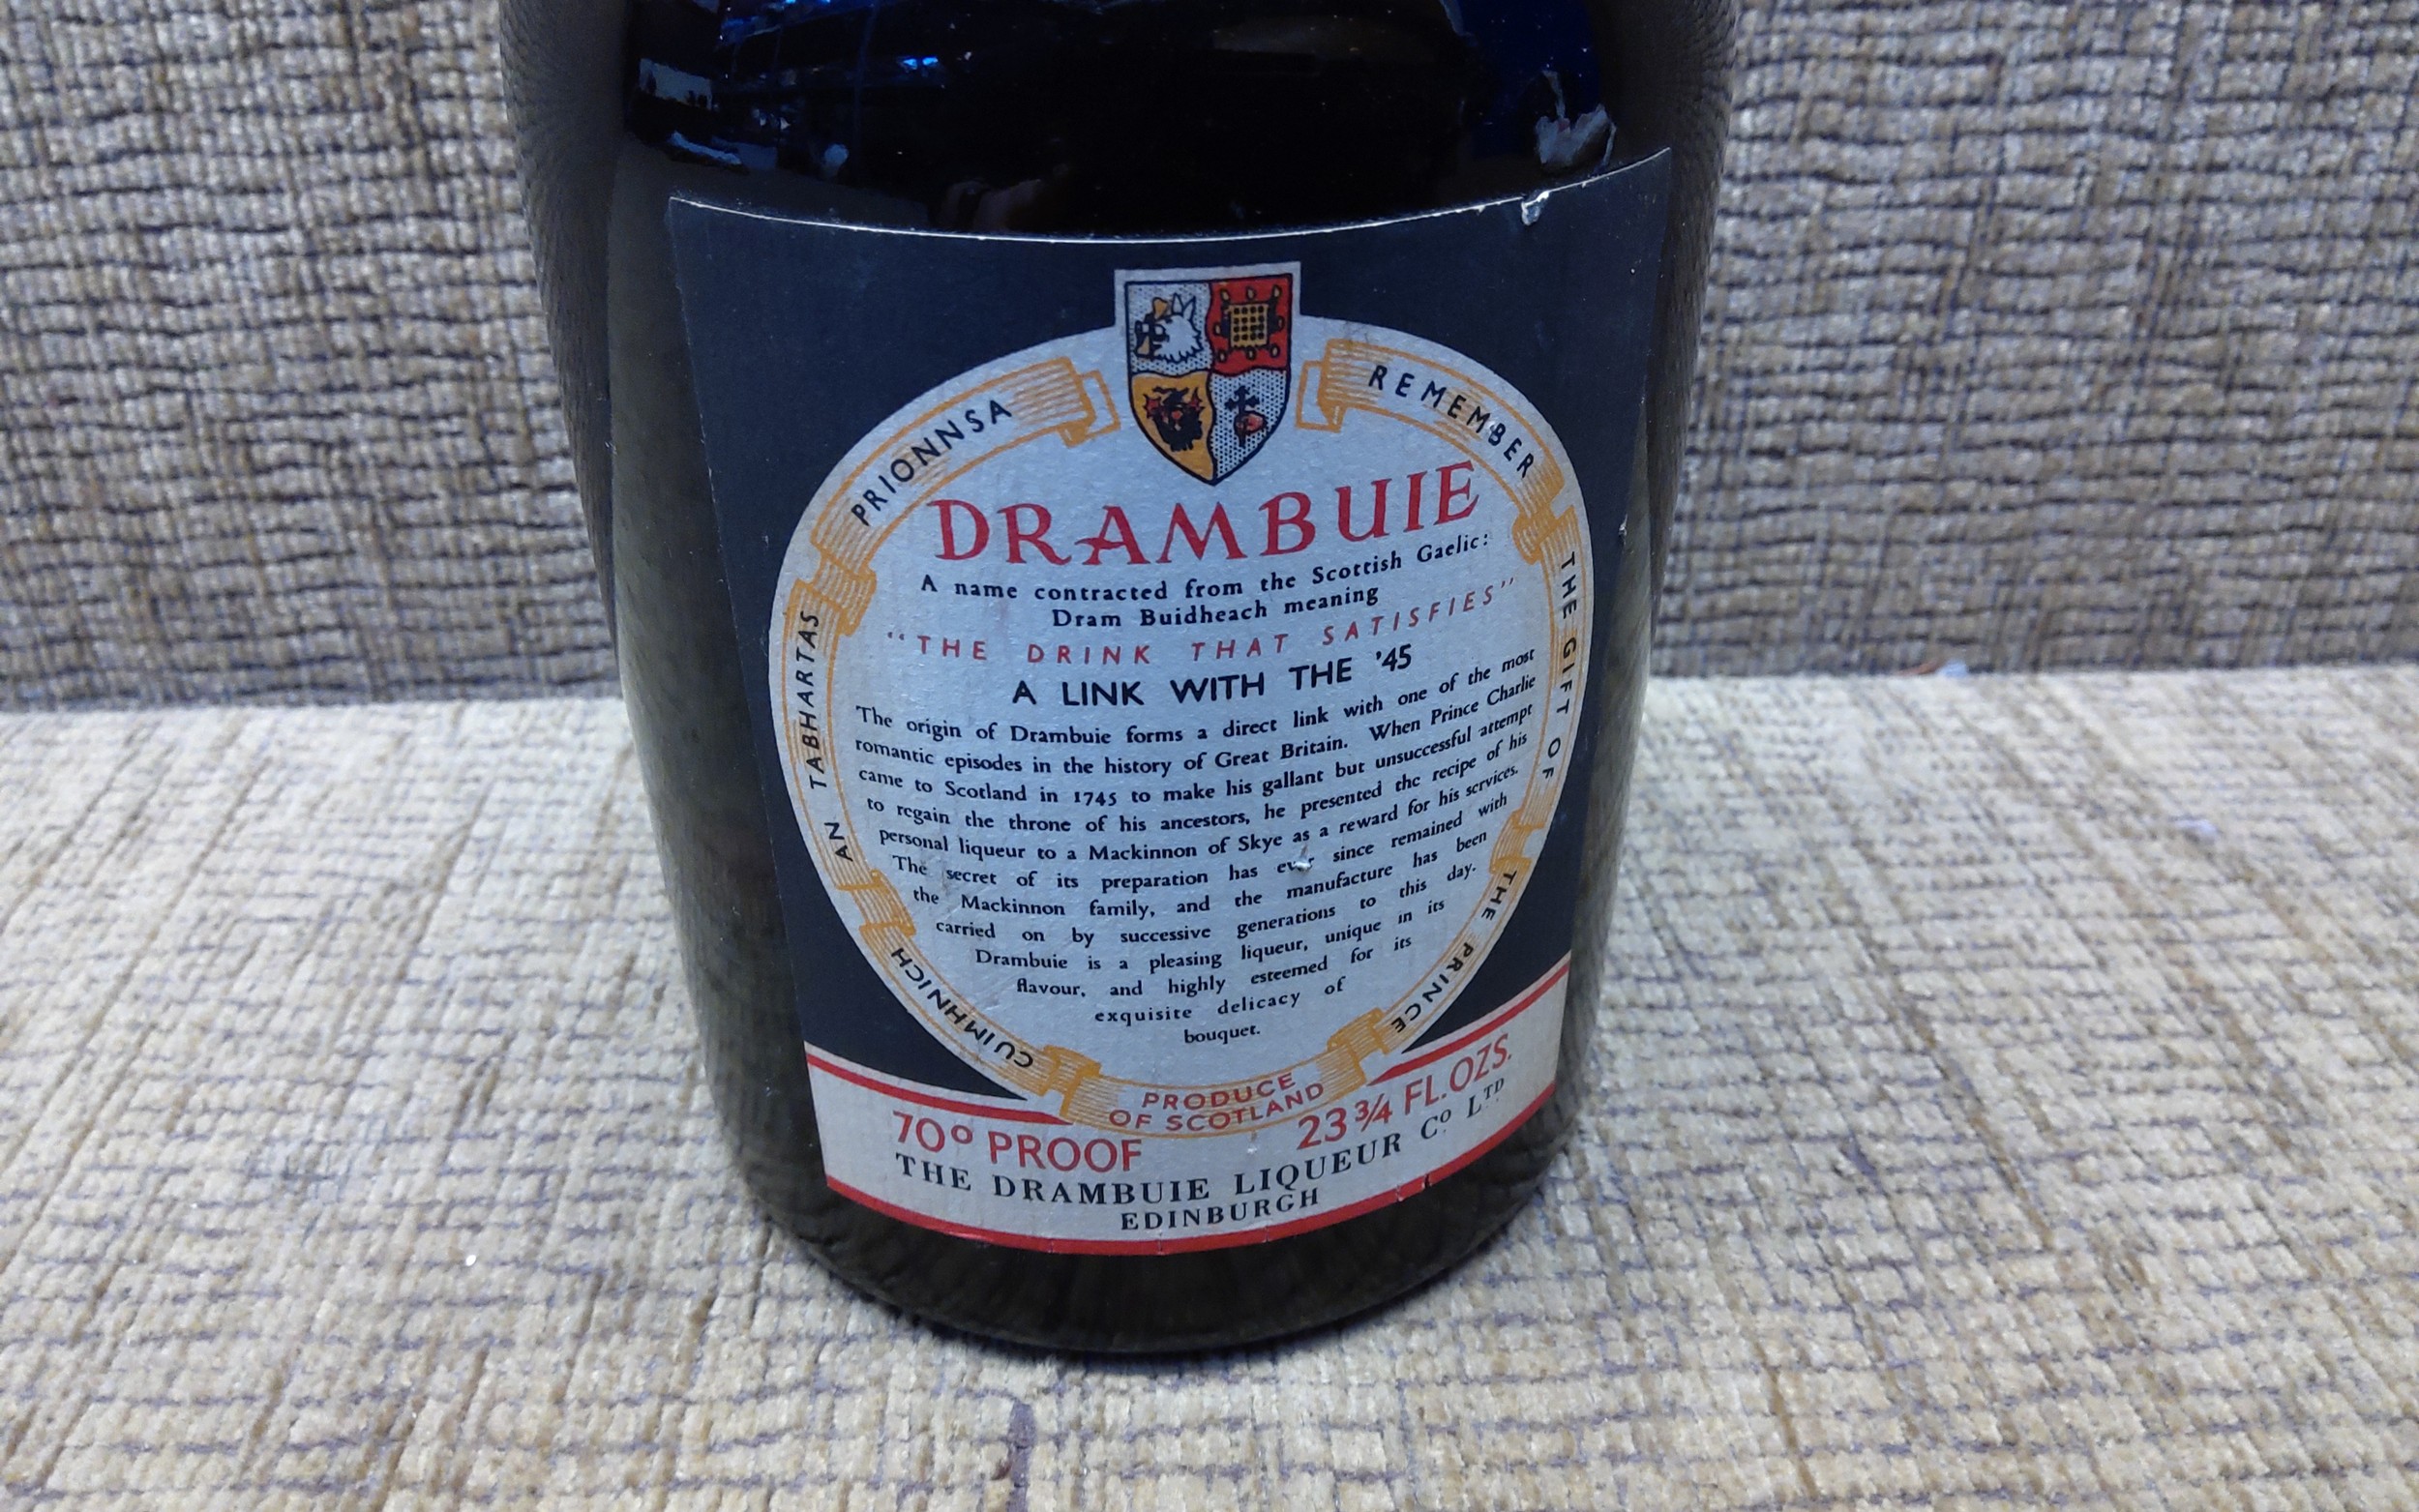 CUIMHNICH AN TABHARTAS PRIONNSA
REMEMBER THE GIFT OF THE PRINCE
DRAMBUIE
A name contracted from the Scottish Gaelic:
Dram Buidheach meaning
"THE DRINK THAT SATISFIES"
A LINK WITH THE '45
The origin of Drambuie forms a direct link with one of the most
romantic episodes in the history of Great Britain. When Prince Charlie
came to Scotland in 1745 to make his gallant but unsuccessful attempt
to regain the throne of his ancestors, he presented the recipe of his
personal liqueur to a Mackinnon of Skye as a reward for his services.
The secret of its preparation has ever since remained with
the Mackinnon family, and the manufacture has been
carried on by successive generations to this day.
Drambuie is a pleasing liqueur, unique in its
flavour, and highly esteemed for its
exquisite delicacy of
bouquet.
PRODUCE
OF SCOTLAND
70° PROOF 23 3/4 FL.OZS.
THE DRAMBUIE LIQUEUR Cº LTD
EDINBURGH